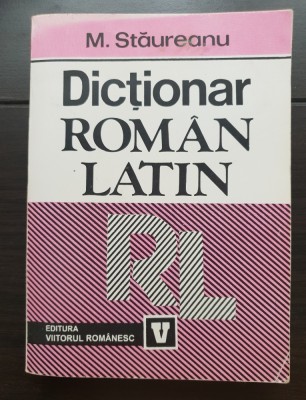 M. Stăureanu
Dicționar
ROMÂN
LATIN
RL
EDITURA
VIITORUL ROMÂNESC
V